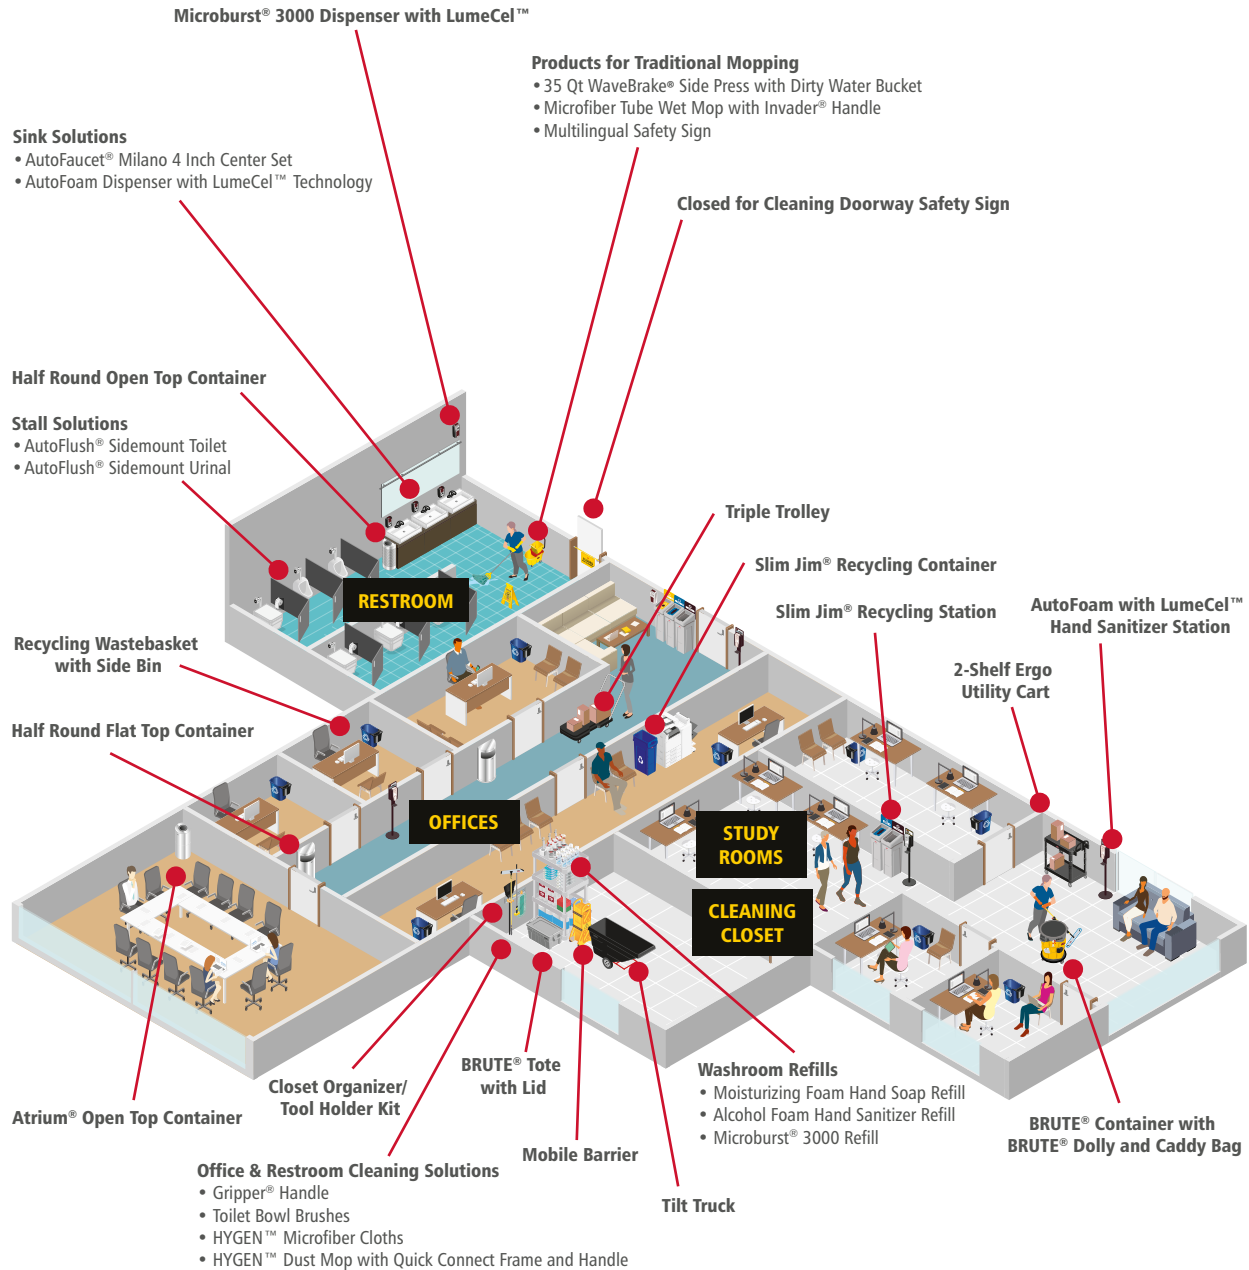 Microburst® 3000 Dispenser with LumeCel™
Products for Traditional Mopping
• 35 Qt WaveBrake® Side Press with Dirty Water Bucket
• Microfiber Tube Wet Mop with Invader® Handle
• Multilingual Safety Sign
Sink Solutions
• AutoFaucet® Milano 4 Inch Center Set
• AutoFoam Dispenser with LumeCel™ Technology
Closed for Cleaning Doorway Safety Sign
Half Round Open Top Container
Stall Solutions
• AutoFlush® Sidemount Toilet
• AutoFlush® Sidemount Urinal
Triple Trolley
Slim Jim® Recycling Container
Slim Jim® Recycling Station
AutoFoam with LumeCel™
Hand Sanitizer Station
RESTROOM
Recycling Wastebasket
with Side Bin
2-Shelf Ergo
Utility Cart
Half Round Flat Top Container
OFFICES
STUDY
ROOMS
CLEANING
CLOSET
Atrium® Open Top Container
Closet Organizer/
Tool Holder Kit
BRUTE® Tote
with Lid
Washroom Refills
• Moisturizing Foam Hand Soap Refill
• Alcohol Foam Hand Sanitizer Refill
• Microburst® 3000 Refill
BRUTE® Container with
BRUTE® Dolly and Caddy Bag
Mobile Barrier
Office & Restroom Cleaning Solutions
• Gripper® Handle
• Toilet Bowl Brushes
• HYGEN™ Microfiber Cloths
• HYGEN™ Dust Mop with Quick Connect Frame and Handle
Tilt Truck